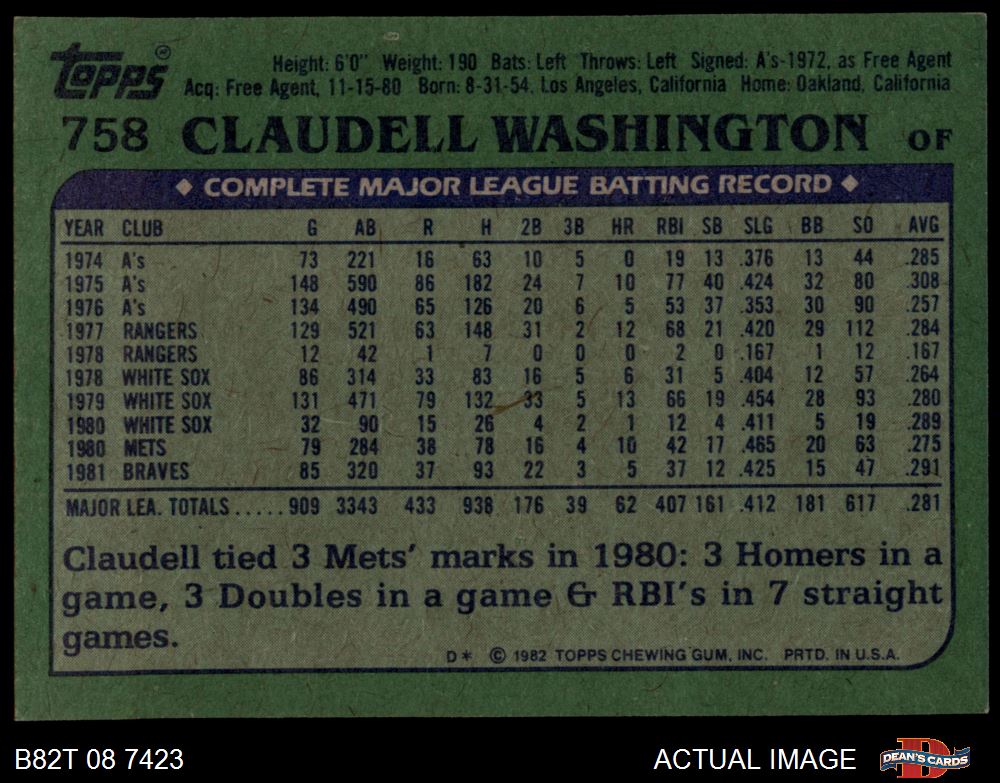 Topps® Height: 6'0" Weight: 190 Bats: Left Throws: Left Signed: A's-1972, as Free Agent
Acq: Free Agent, 11-15-80 Born: 8-31-54, Los Angeles, California Home: Oakland, California
758 CLAUDELL WASHINGTON OF
◆ COMPLETE MAJOR LEAGUE BATTING RECORD ◆
YEAR CLUB G AB R H 2B 3B HR RBI SB SLG BB SO AVG
1974 A's 73 221 16 63 10 5 0 19 13 .376 13 44 .285
1975 A's 148 590 86 182 24 7 10 77 40 .424 32 80 .308
1976 A's 134 490 65 126 20 6 5 53 37 .353 30 90 .257
1977 RANGERS 129 521 63 148 31 2 12 68 21 .420 29 112 .284
1978 RANGERS 12 42 1 7 0 0 0 2 0 .167 1 12 .167
1978 WHITE SOX 86 314 33 83 16 5 6 31 5 .404 12 57 .264
1979 WHITE SOX 131 471 79 132 33 5 13 66 19 .454 28 93 .280
1980 WHITE SOX 32 90 15 26 4 2 1 12 4 .411 5 19 .289
1980 METS 79 284 38 78 16 4 10 42 17 .465 20 63 .275
1981 BRAVES 85 320 37 93 22 3 5 37 12 .425 15 47 .291
MAJOR LEA. TOTALS ..... 909 3343 433 938 176 39 62 407 161 .412 181 617 .281
Claudell tied 3 Mets' marks in 1980: 3 Homers in a
game, 3 Doubles in a game & RBI's in 7 straight
games.
D* © 1982 TOPPS CHEWING GUM, INC. PRTD. IN U.S.A.
B82T 08 7423 ACTUAL IMAGE DEAN'S CARDS